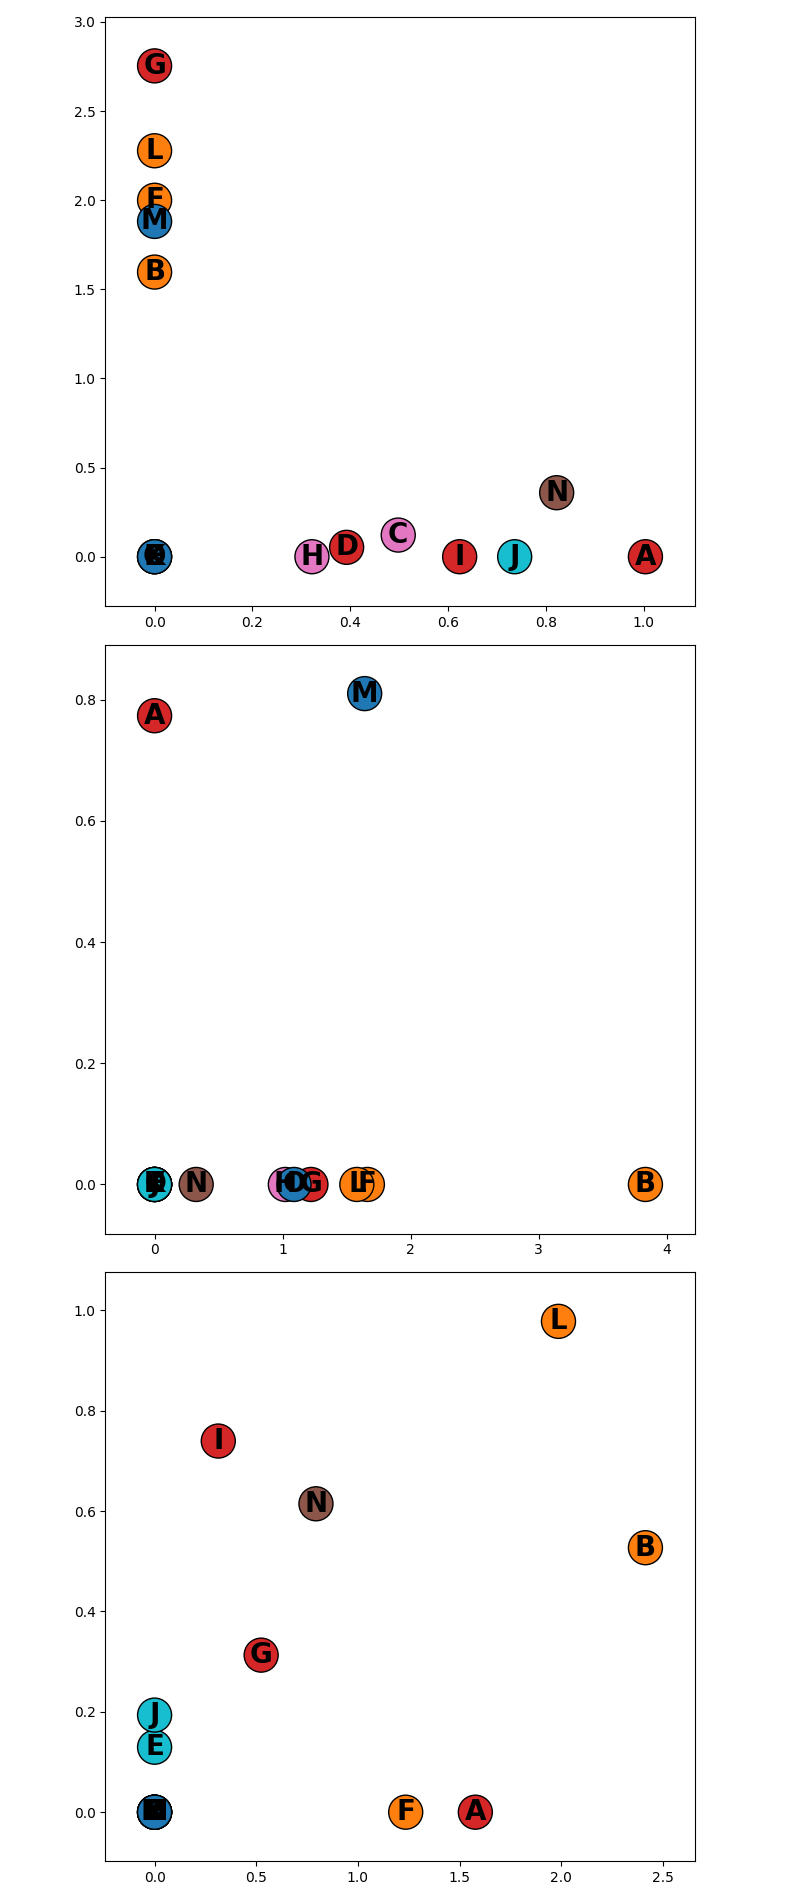 3.0
G
2.5
L
2.0 F
M
B
1.5
1.0
0.5
N
C
D
0.0 H I J A
0.0 0.2 0.4 0.6 0.8 1.0
M
0.8
A
0.6
0.4
0.2
0.0 J N H O G L F B
0 1 2 3 4
1.0 L
0.8
I
0.6 N
B
0.4
G
0.2 J
E
0.0 F A
0.0 0.5 1.0 1.5 2.0 2.5